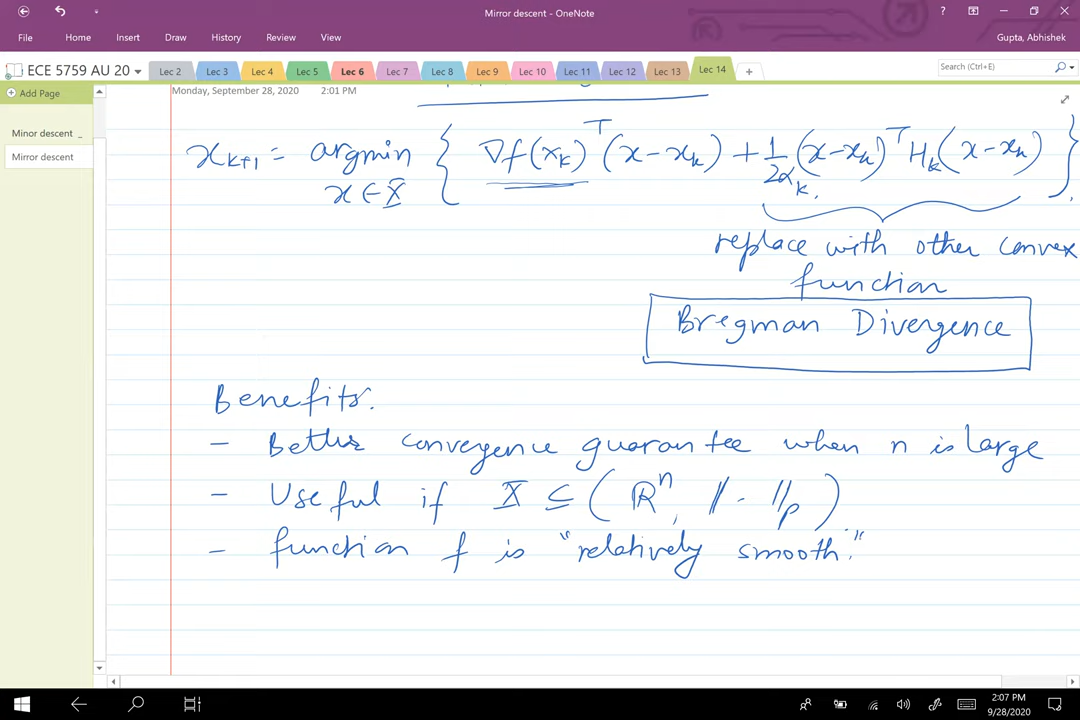 Mirror descent - OneNote
File Home Insert Draw History Review View
Gupta, Abhishek
ECE 5759 AU 20
Lec 2 Lec 3 Lec 4 Lec 5 Lec 6 Lec 7 Lec 8 Lec 9 Lec 10 Lec 11 Lec 12 Lec 13 Lec 14 +
Search (Ctrl+E)
Add Page
Minor descent
Mirror descent
Monday, September 28, 2020 2:01 PM
x_{k+1} = argmin_{x ∈ X} { ∇f(x_k)^T (x - x_k) + 1/(2α_k) (x - x_k)^T H_k (x - x_k) }
replace with other convex
function
Bregman Divergence
Benefits.
- Better convergence guarantee when n is large
- Useful if X ⊆ (ℝ^n, ‖·‖_p)
- function f is "relatively smooth."
2:07 PM
9/28/2020